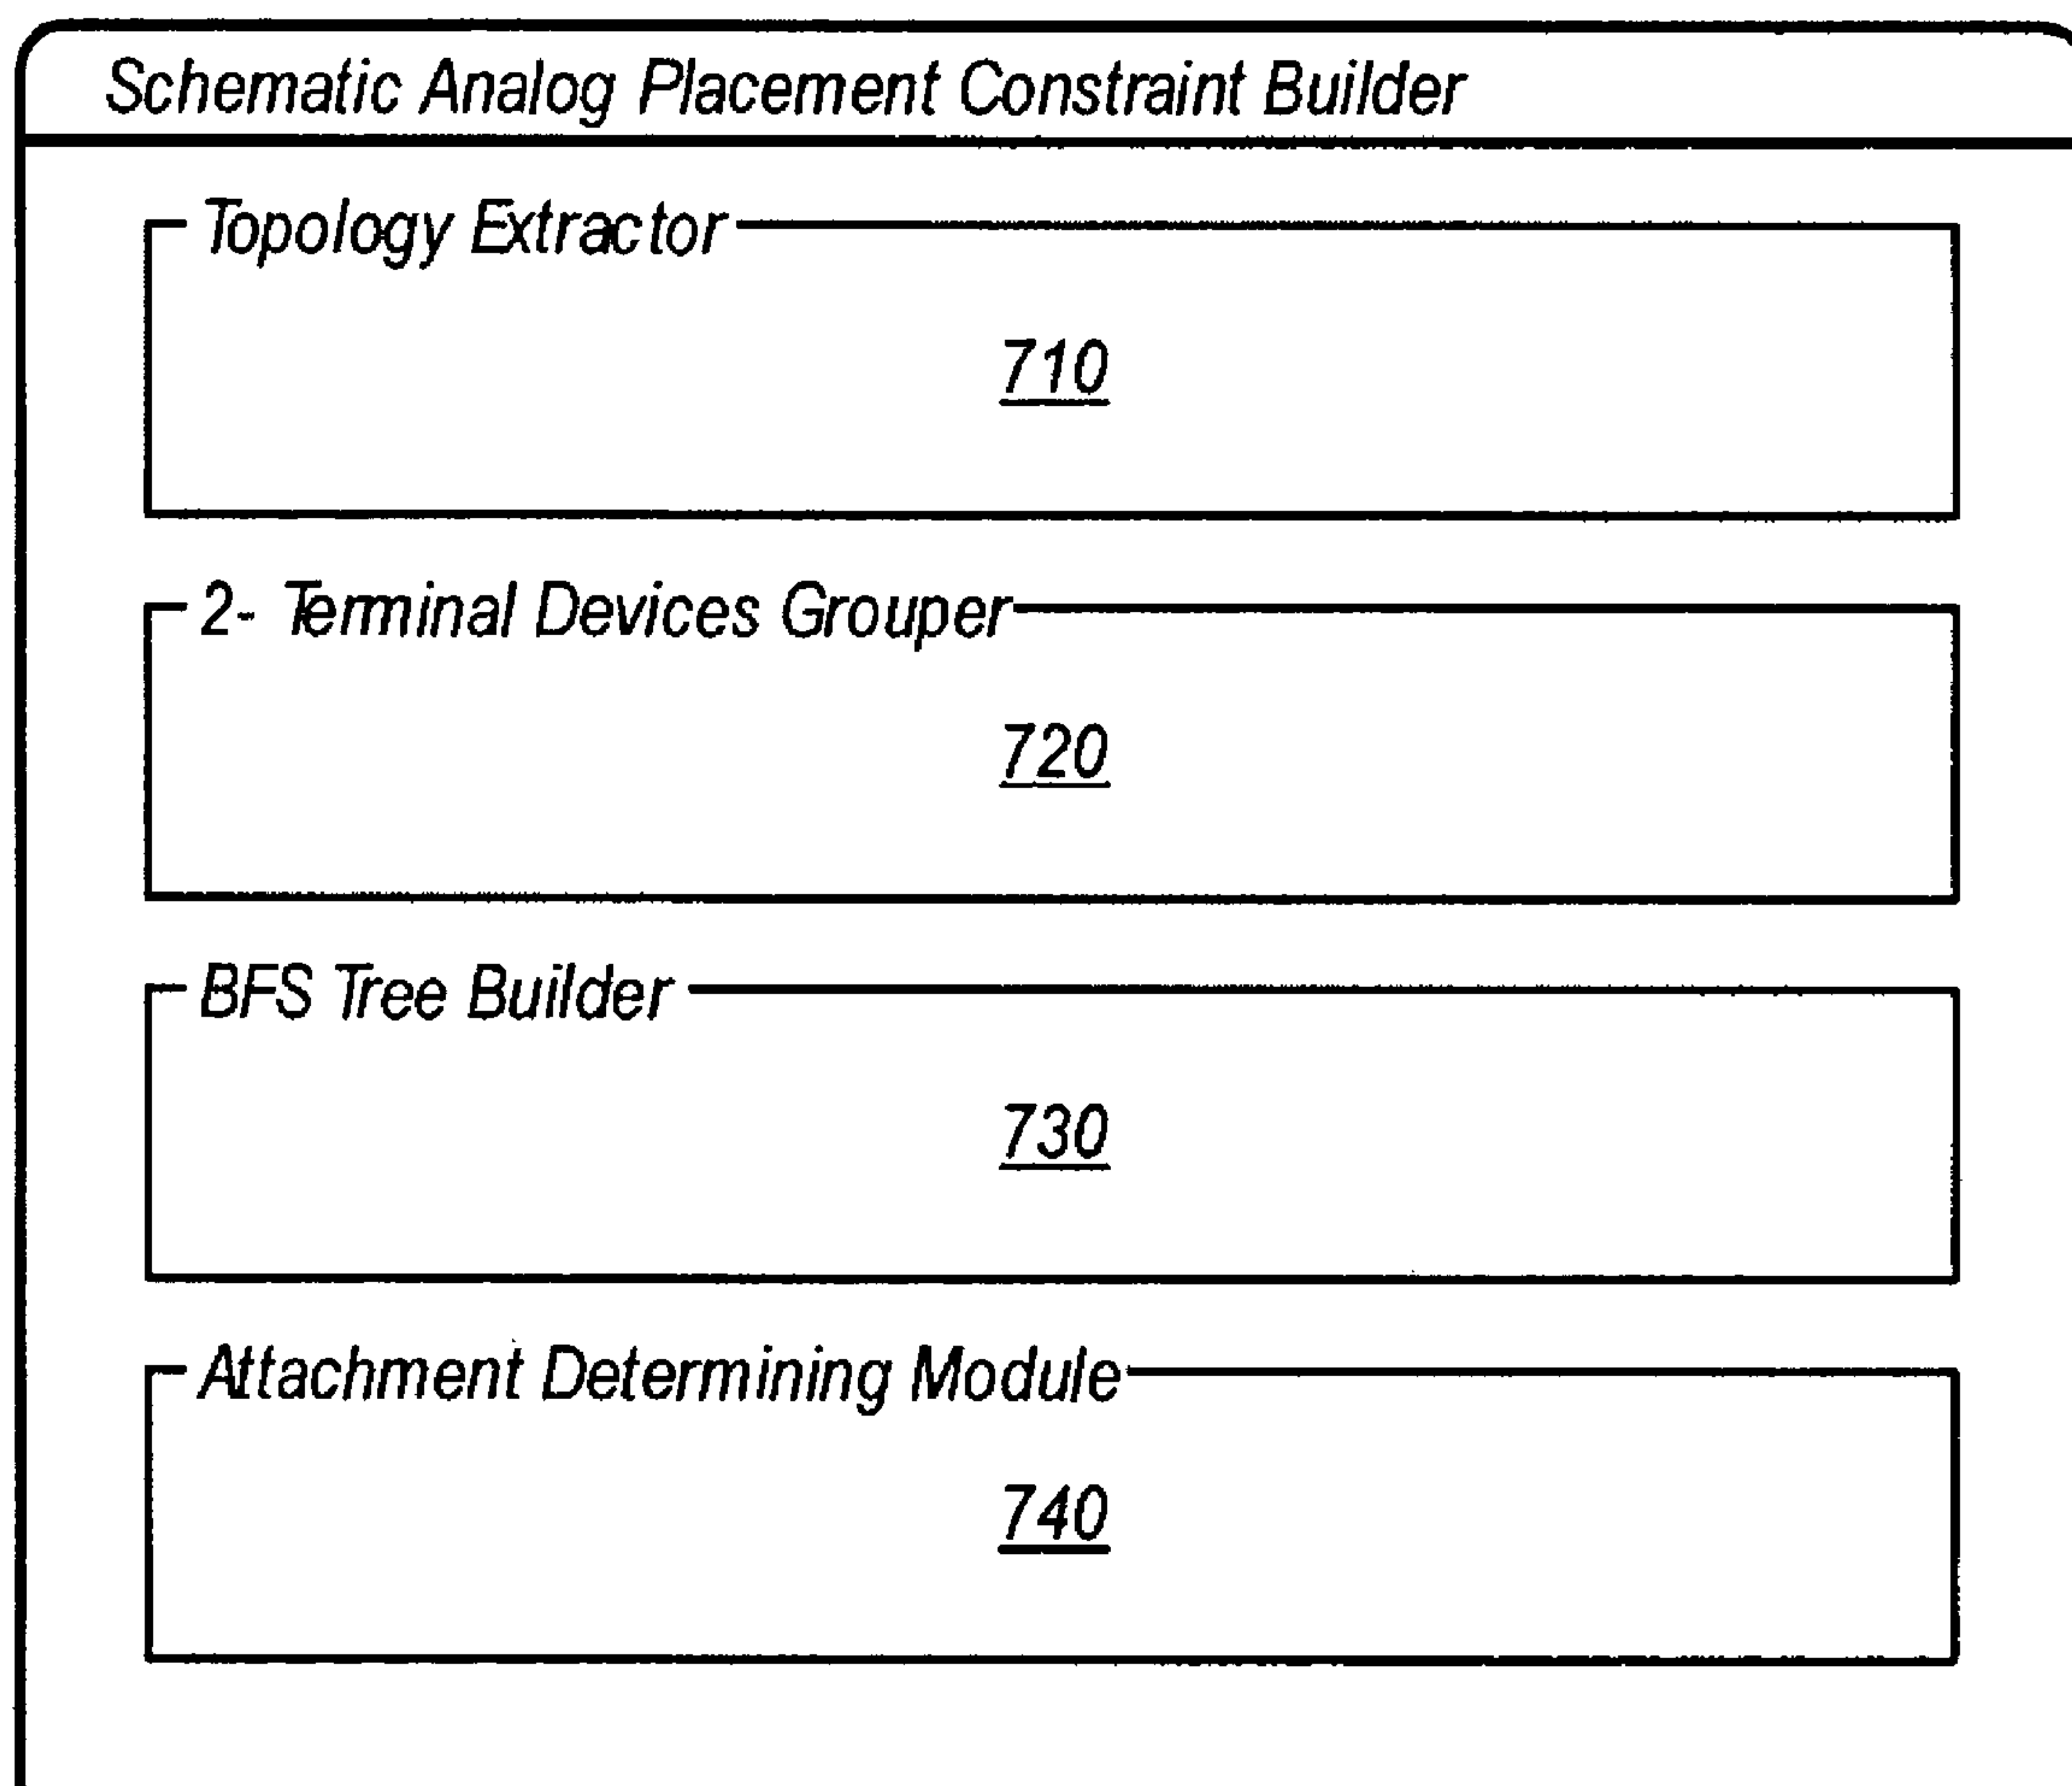 Schematic Analog Placement Constraint Builder
Topology Extractor
710
2- Terminal Devices Grouper
720
BFS Tree Builder
730
Attachment Determining Module
740